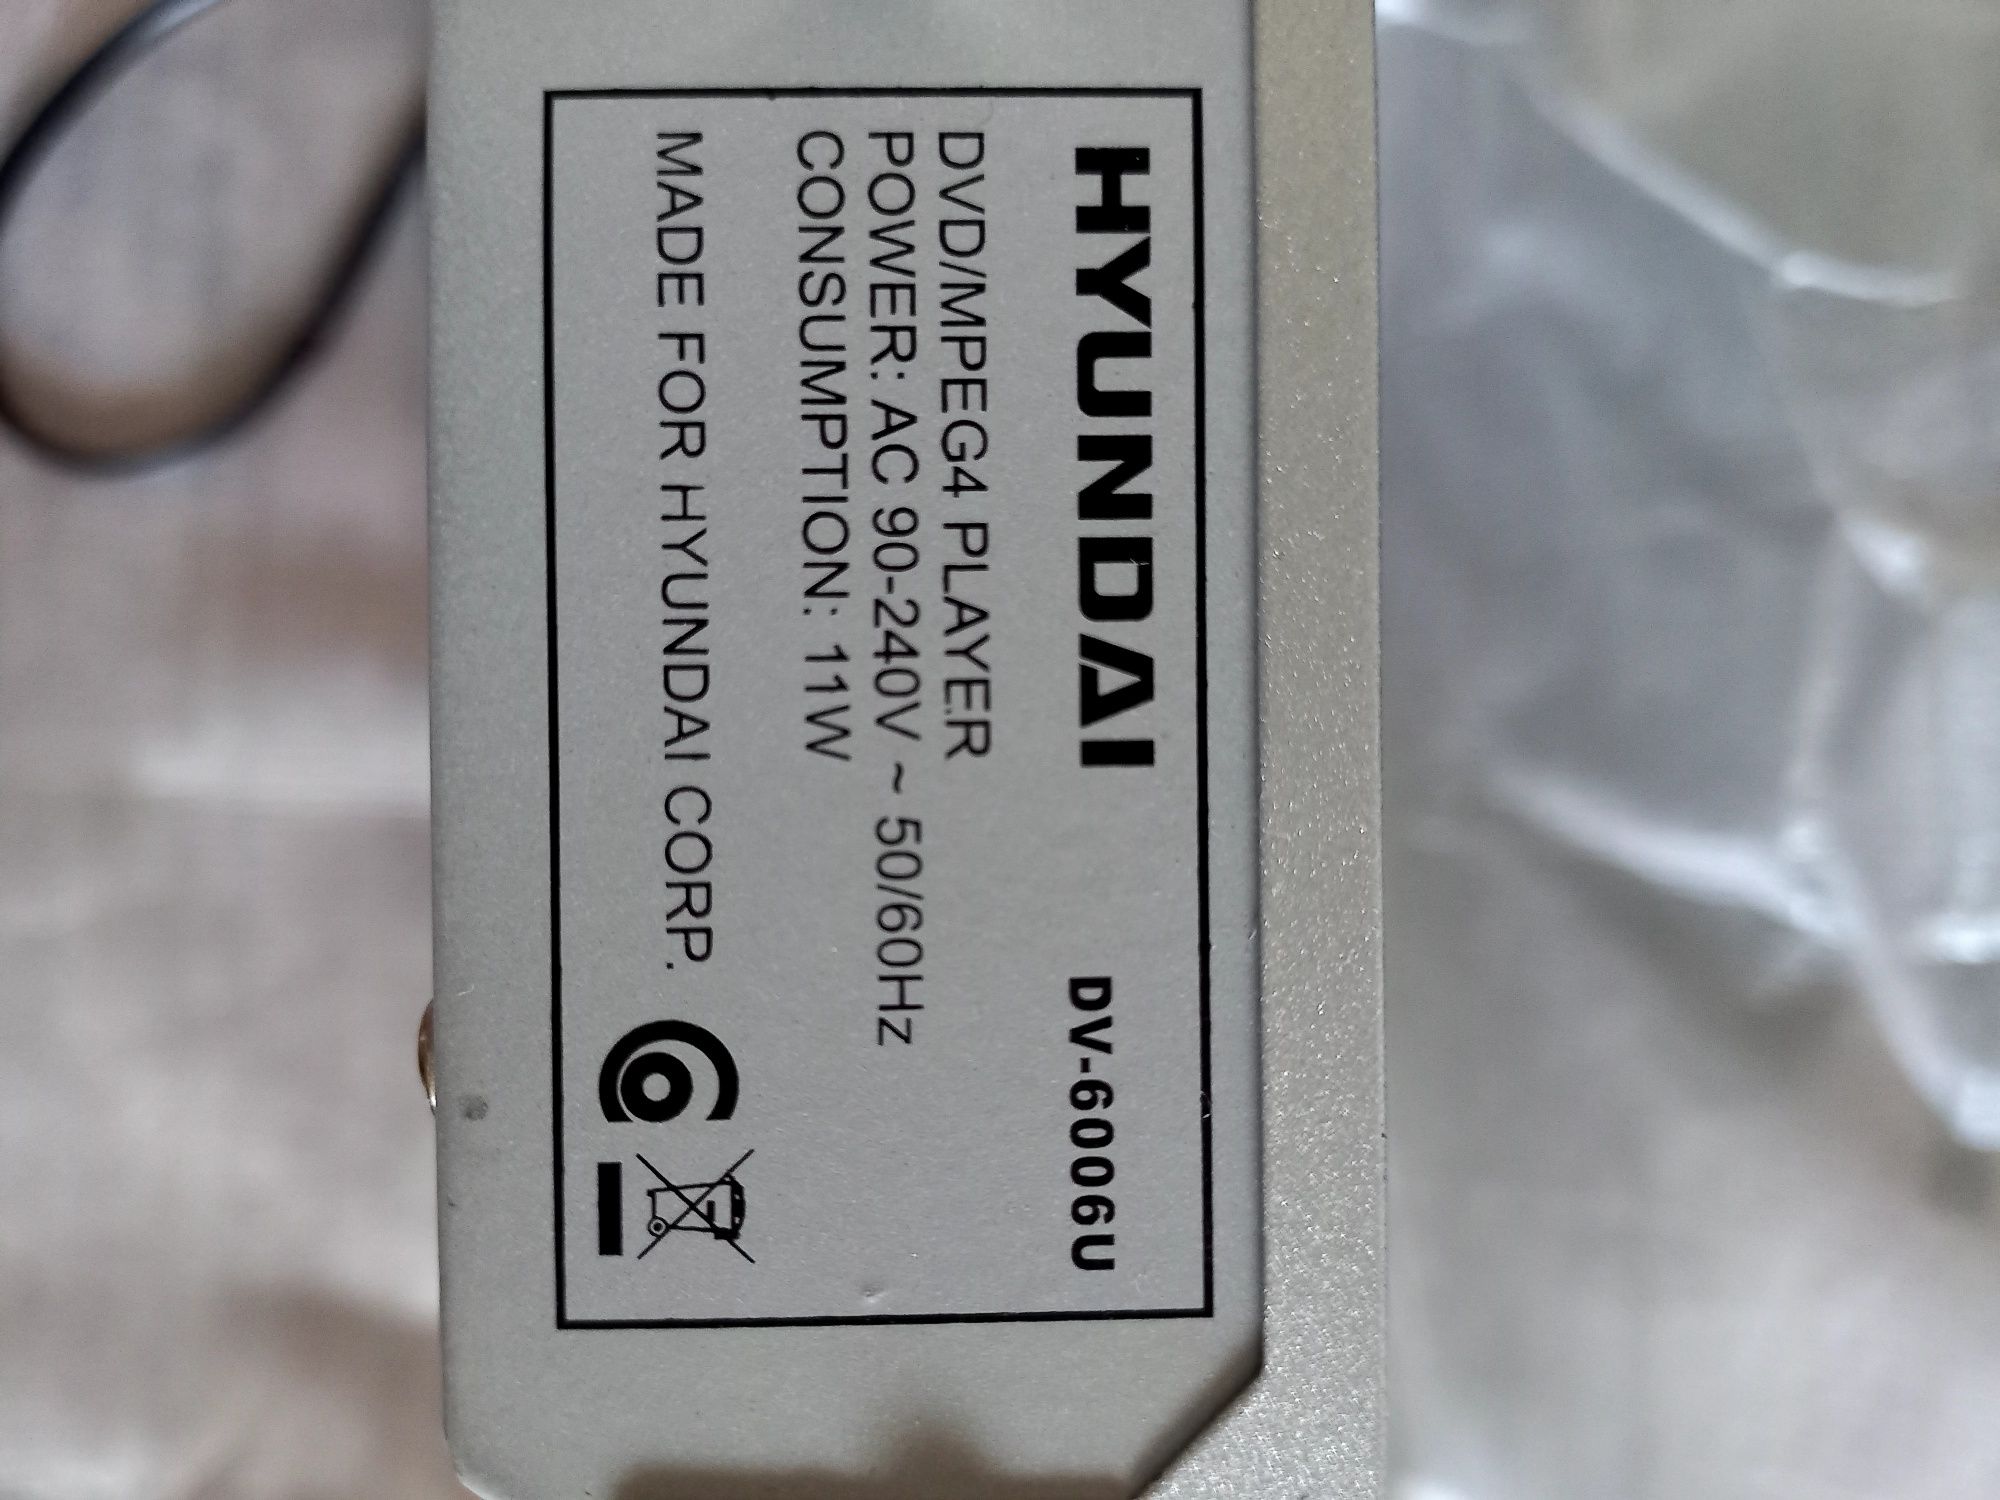 HYUNDAI DV-6006U
DVD/MPEG4 PLAYER
POWER: AC 90-240V ~ 50/60Hz
CONSUMPTION: 11W
MADE FOR HYUNDAI CORP.